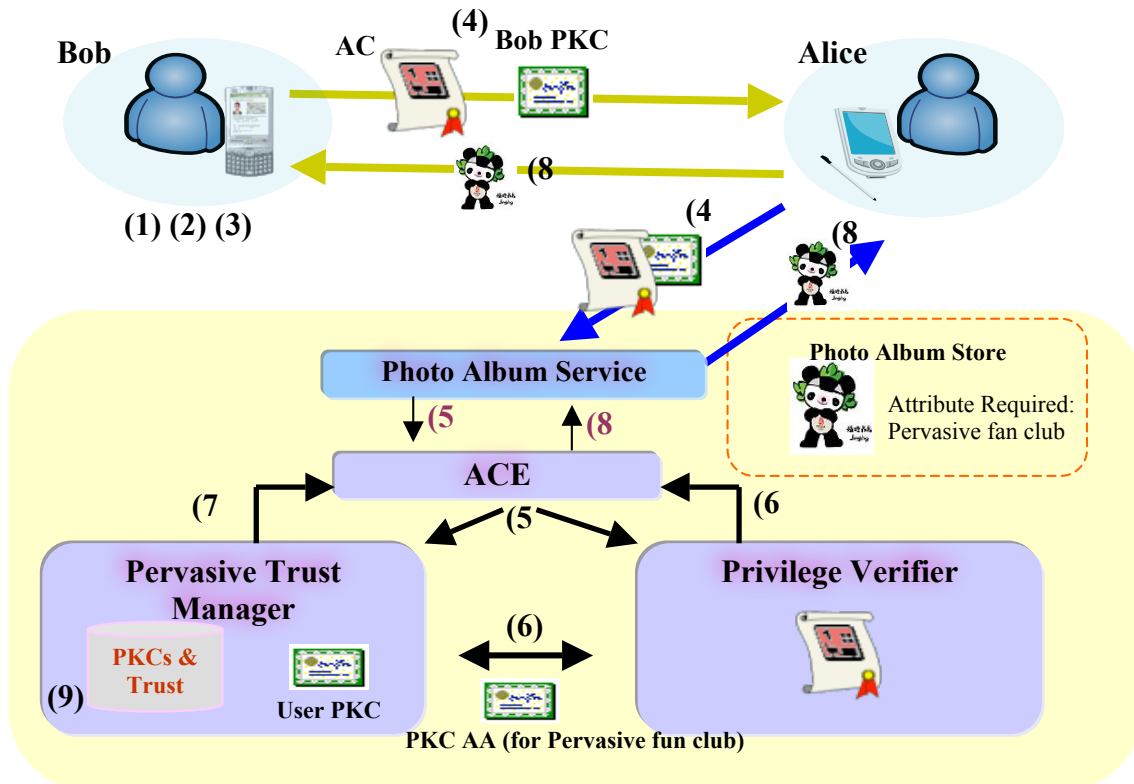 (4)
Bob
AC
Bob PKC
Alice
(8
(1) (2) (3)
(4
(8
Photo Album Service
Photo Album Store
Attribute Required:
Pervasive fan club
(5
(8
ACE
(7
(5
(6
Pervasive Trust
Manager
Privilege Verifier
PKCs &
Trust
(6)
(9)
User PKC
PKC AA (for Pervasive fun club)